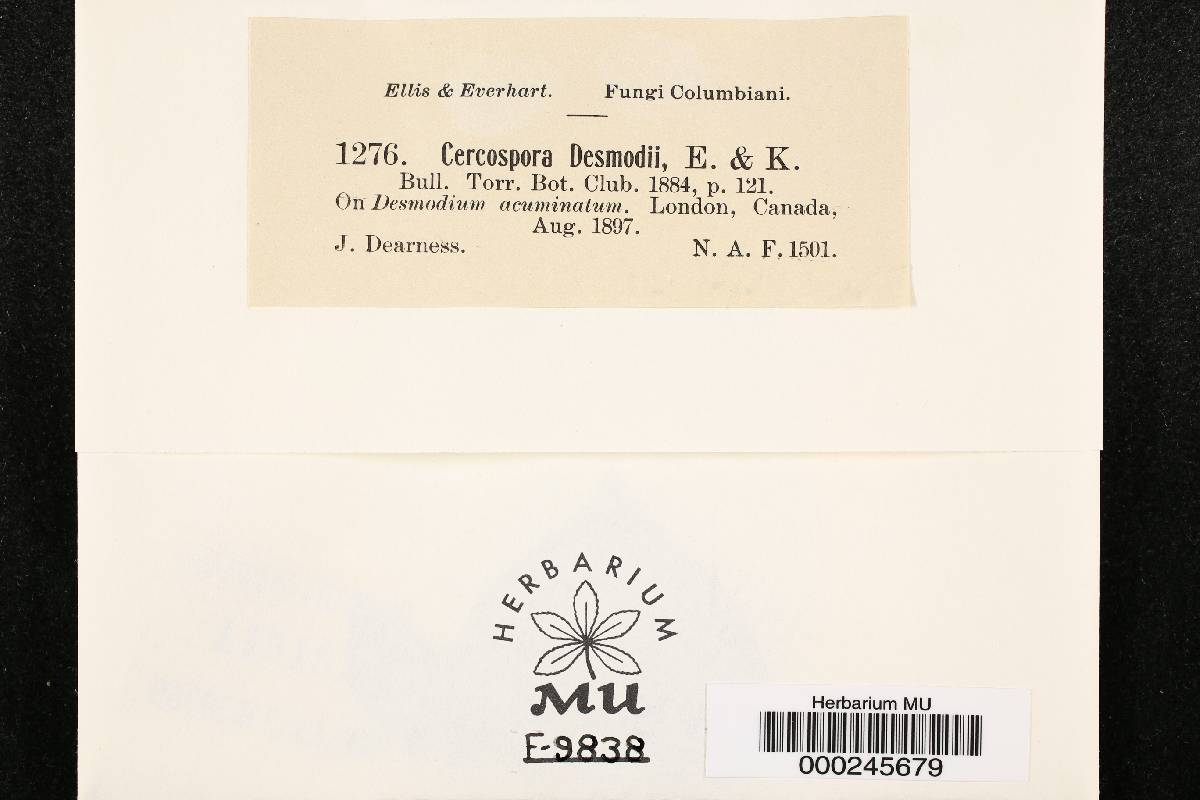 Ellis & Everhart. Fungi Columbiani.
1276. Cercospora Desmodii, E. & K.
Bull. Torr. Bot. Club. 1884, p. 121.
On Desmodium acuminatum. London, Canada,
Aug. 1897.
J. Dearness. N. A. F. 1501.
HERBARIUM
MU
F-9838
Herbarium MU
000245679